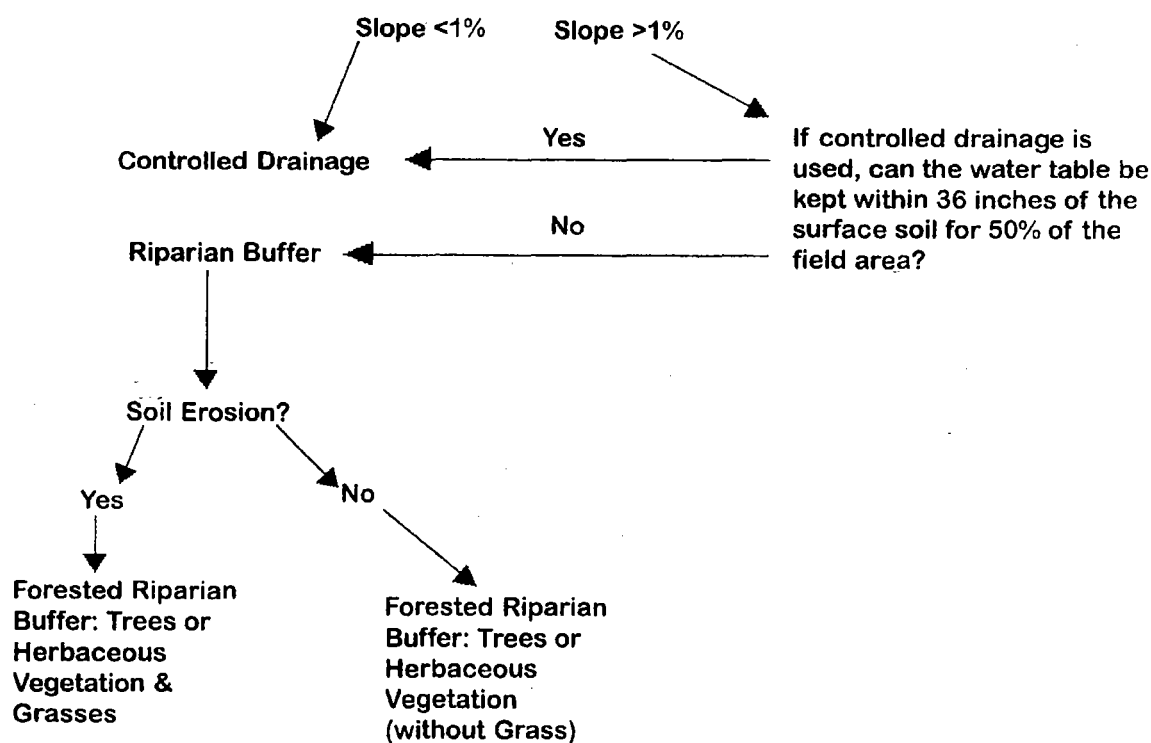 Slope <1%
Slope >1%
Yes
Controlled Drainage
If controlled drainage is
used, can the water table be
kept within 36 inches of the
surface soil for 50% of the
field area?
No
Riparian Buffer
Soil Erosion?
Yes
No
Forested Riparian
Buffer: Trees or
Herbaceous
Vegetation &
Grasses
Forested Riparian
Buffer: Trees or
Herbaceous
Vegetation
(without Grass)